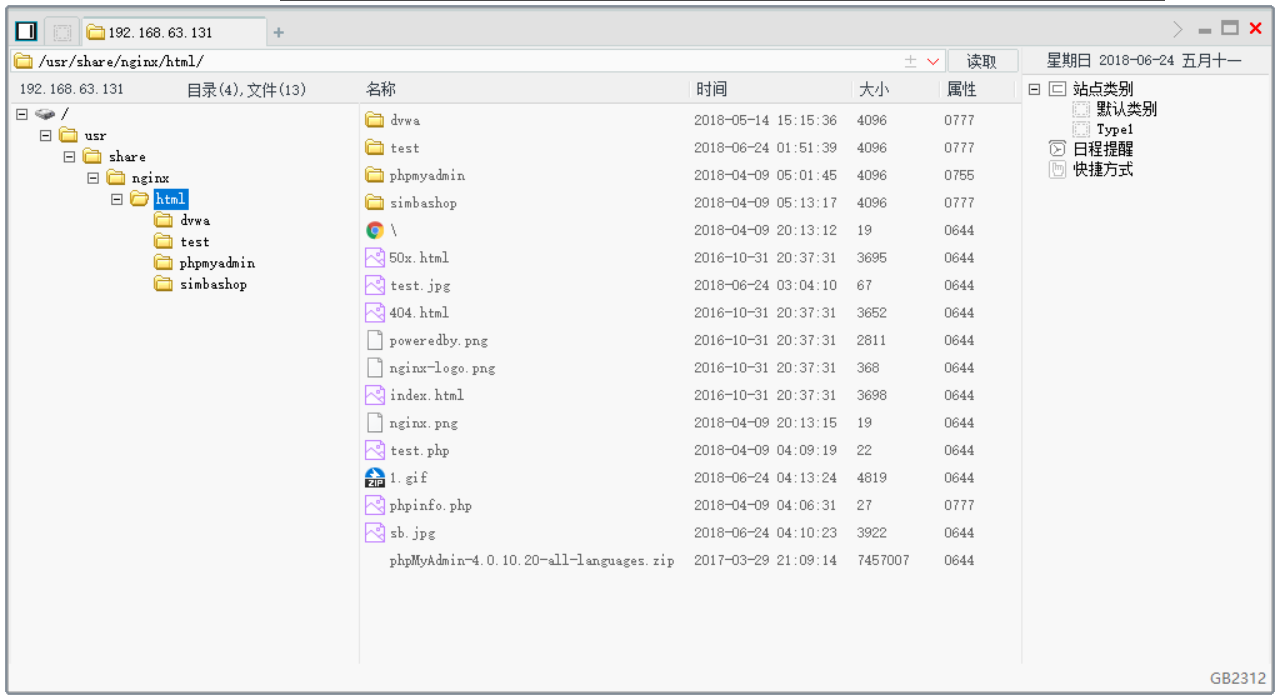 192.168.63.131
/usr/share/nginx/html/ 读取 星期日 2018-06-24 五月十一
192.168.63.131 目录(4),文件(13) 名称 时间 大小 属性
/
usr
share
nginx
html
dvwa
test
phpmyadmin
simbashop
dvwa 2018-05-14 15:15:36 4096 0777
test 2018-06-24 01:51:39 4096 0777
phpmyadmin 2018-04-09 05:01:45 4096 0755
simbashop 2018-04-09 05:13:17 4096 0777
\ 2018-04-09 20:13:12 19 0644
50x.html 2016-10-31 20:37:31 3695 0644
test.jpg 2018-06-24 03:04:10 67 0644
404.html 2016-10-31 20:37:31 3652 0644
poweredby.png 2016-10-31 20:37:31 2811 0644
nginx-logo.png 2016-10-31 20:37:31 368 0644
index.html 2016-10-31 20:37:31 3698 0644
nginx.png 2018-04-09 20:13:15 19 0644
test.php 2018-04-09 04:09:19 22 0644
ZIP 1.gif 2018-06-24 04:13:24 4819 0644
phpinfo.php 2018-04-09 04:06:31 27 0777
sb.jpg 2018-06-24 04:10:23 3922 0644
phpMyAdmin-4.0.10.20-all-languages.zip 2017-03-29 21:09:14 7457007 0644
站点类别
默认类别
Type1
日程提醒
快捷方式
GB2312